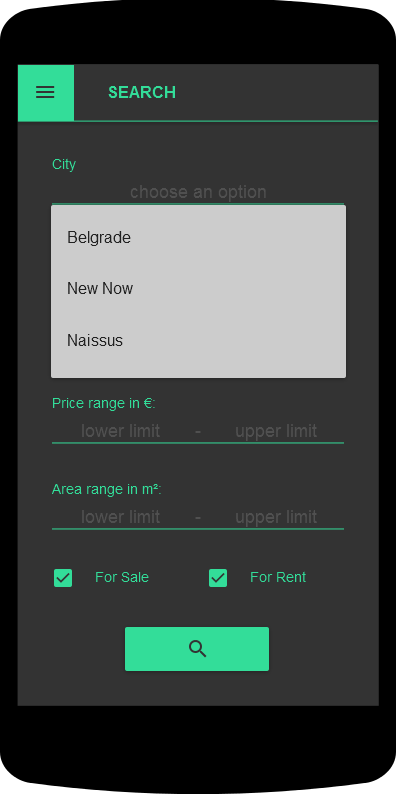 SEARCH
City
choose an option
Belgrade
New Now
Naissus
Price range in €:
lower limit - upper limit
Area range in m²:
lower limit - upper limit
For Sale For Rent